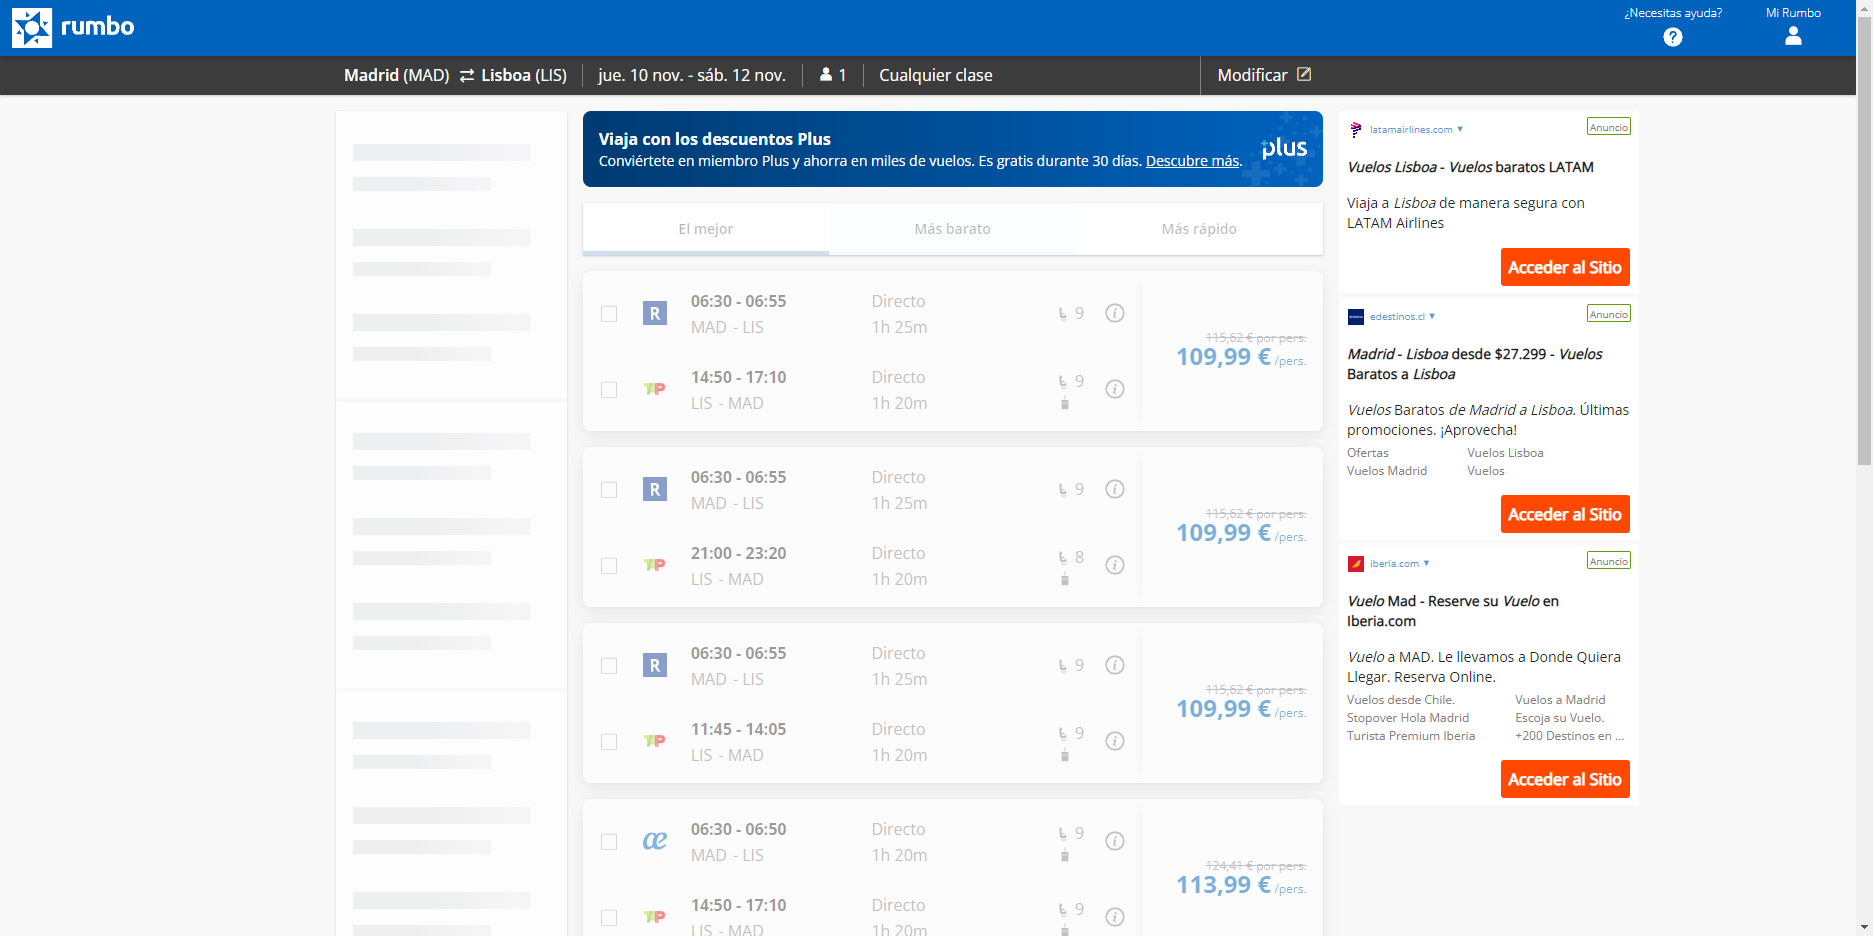 rumbo
¿Necesitas ayuda?
Mi Rumbo
Madrid (MAD) ⇄ Lisboa (LIS)
jue. 10 nov. - sáb. 12 nov.
1
Cualquier clase
Modificar
Viaja con los descuentos Plus
Conviértete en miembro Plus y ahorra en miles de vuelos. Es gratis durante 30 días. Descubre más.
plus
El mejor
Más barato
Más rápido
R
06:30 - 06:55
Directo
9
MAD - LIS
1h 25m
115,62 € por pers.
109,99 € /pers.
TAP
14:50 - 17:10
Directo
9
LIS - MAD
1h 20m
R
06:30 - 06:55
Directo
9
MAD - LIS
1h 25m
115,62 € por pers.
109,99 € /pers.
TAP
21:00 - 23:20
Directo
8
LIS - MAD
1h 20m
R
06:30 - 06:55
Directo
9
MAD - LIS
1h 25m
115,62 € por pers.
109,99 € /pers.
TAP
11:45 - 14:05
Directo
9
LIS - MAD
1h 20m
æ
06:30 - 06:50
Directo
9
MAD - LIS
1h 20m
124,41 € por pers.
113,99 € /pers.
TAP
14:50 - 17:10
Directo
9
LIS - MAD
1h 20m
latamairlines.com
Anuncio
Vuelos Lisboa - Vuelos baratos LATAM
Viaja a Lisboa de manera segura con
LATAM Airlines
Acceder al Sitio
edestinos.cl
Anuncio
Madrid - Lisboa desde $27.299 - Vuelos
Baratos a Lisboa
Vuelos Baratos de Madrid a Lisboa. Últimas
promociones. ¡Aprovecha!
Ofertas
Vuelos Lisboa
Vuelos Madrid
Vuelos
Acceder al Sitio
iberia.com
Anuncio
Vuelo Mad - Reserve su Vuelo en
Iberia.com
Vuelo a MAD. Le llevamos a Donde Quiera
Llegar. Reserva Online.
Vuelos desde Chile.
Vuelos a Madrid
Stopover Hola Madrid
Escoja su Vuelo.
Turista Premium Iberia
+200 Destinos en ...
Acceder al Sitio